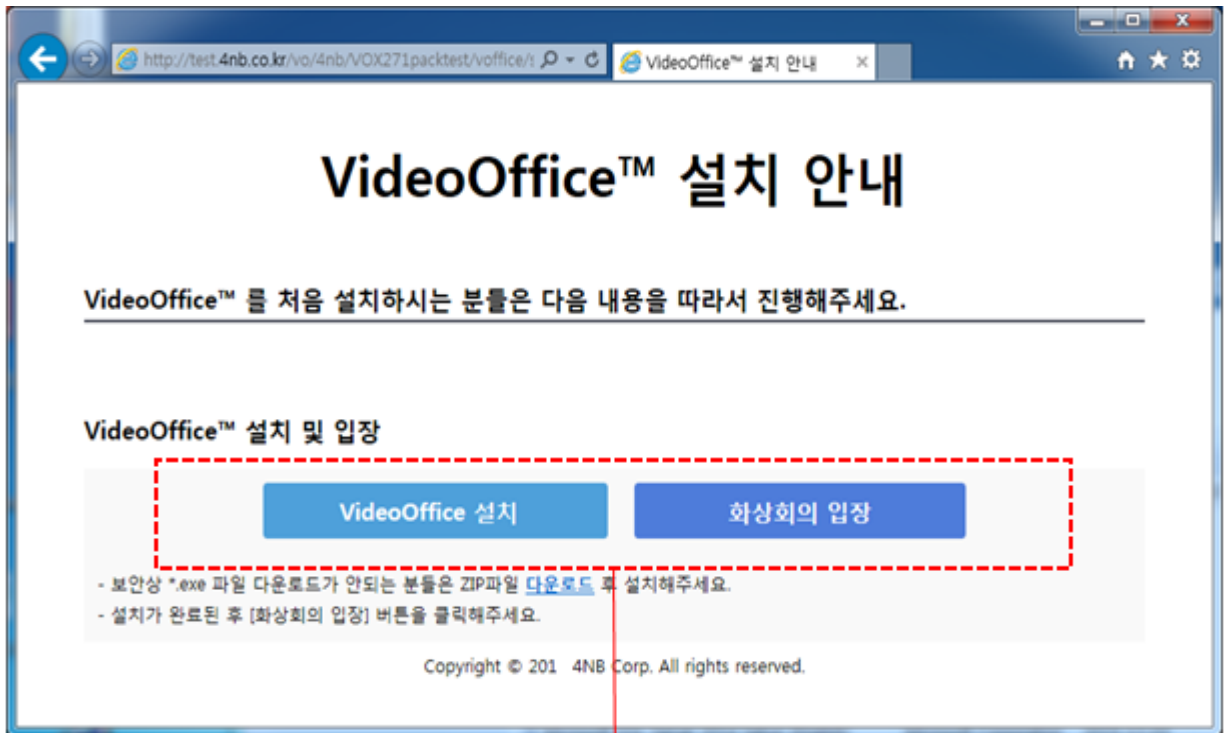 http://test.4nb.co.kr/vo/4nb/VOX271packtest/voffice/s
VideoOffice™ 설치 안내
VideoOffice™ 설치 안내
VideoOffice™ 를 처음 설치하시는 분들은 다음 내용을 따라서 진행해주세요.
VideoOffice™ 설치 및 입장
VideoOffice 설치
화상회의 입장
- 보안상 *.exe 파일 다운로드가 안되는 분들은 ZIP파일 다운로드 후 설치해주세요.
- 설치가 완료된 후 [화상회의 입장] 버튼을 클릭해주세요.
Copyright © 201 4NB Corp. All rights reserved.